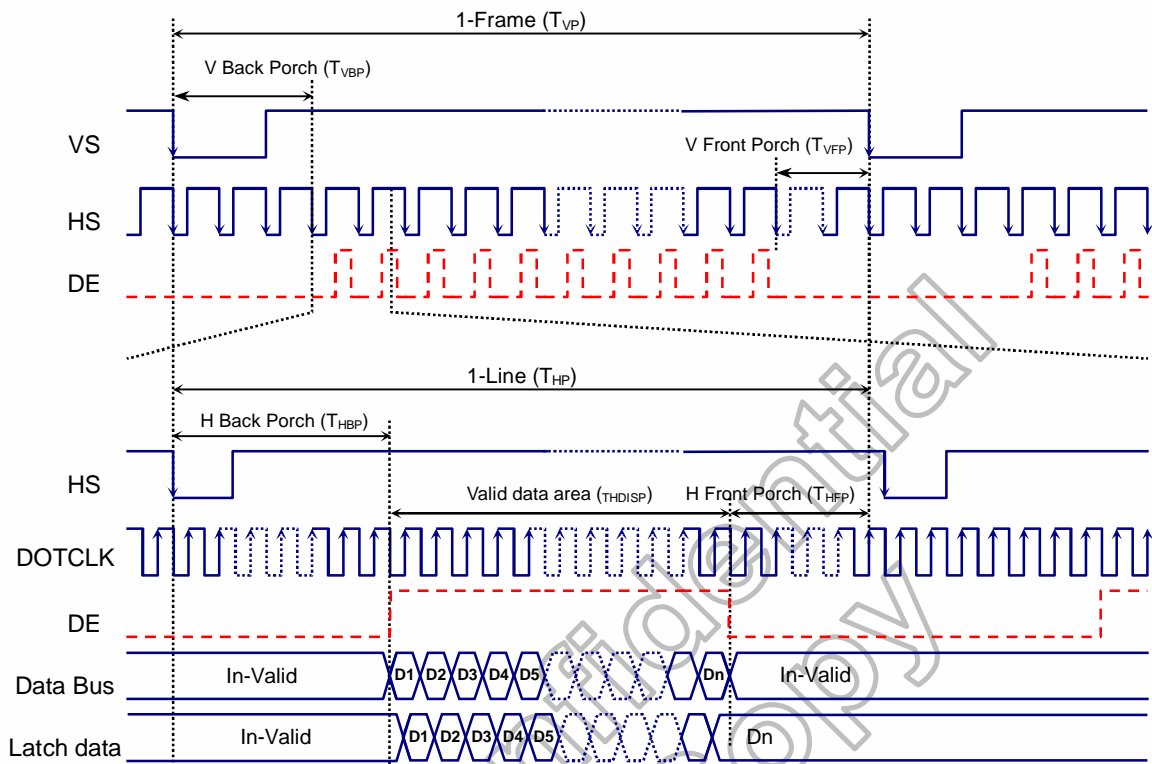 1-Frame (TVP)
V Back Porch (TVBP)
VS
V Front Porch (TVFP)
HS
DE
1-Line (THP)
H Back Porch (THBP)
HS
Valid data area (THDISP)
H Front Porch (THFP)
DOTCLK
DE
Data Bus
In-Valid
D1 D2 D3 D4 D5
Dn
In-Valid
Latch data
In-Valid
D1 D2 D3 D4 D5
Dn
nfidential
opy